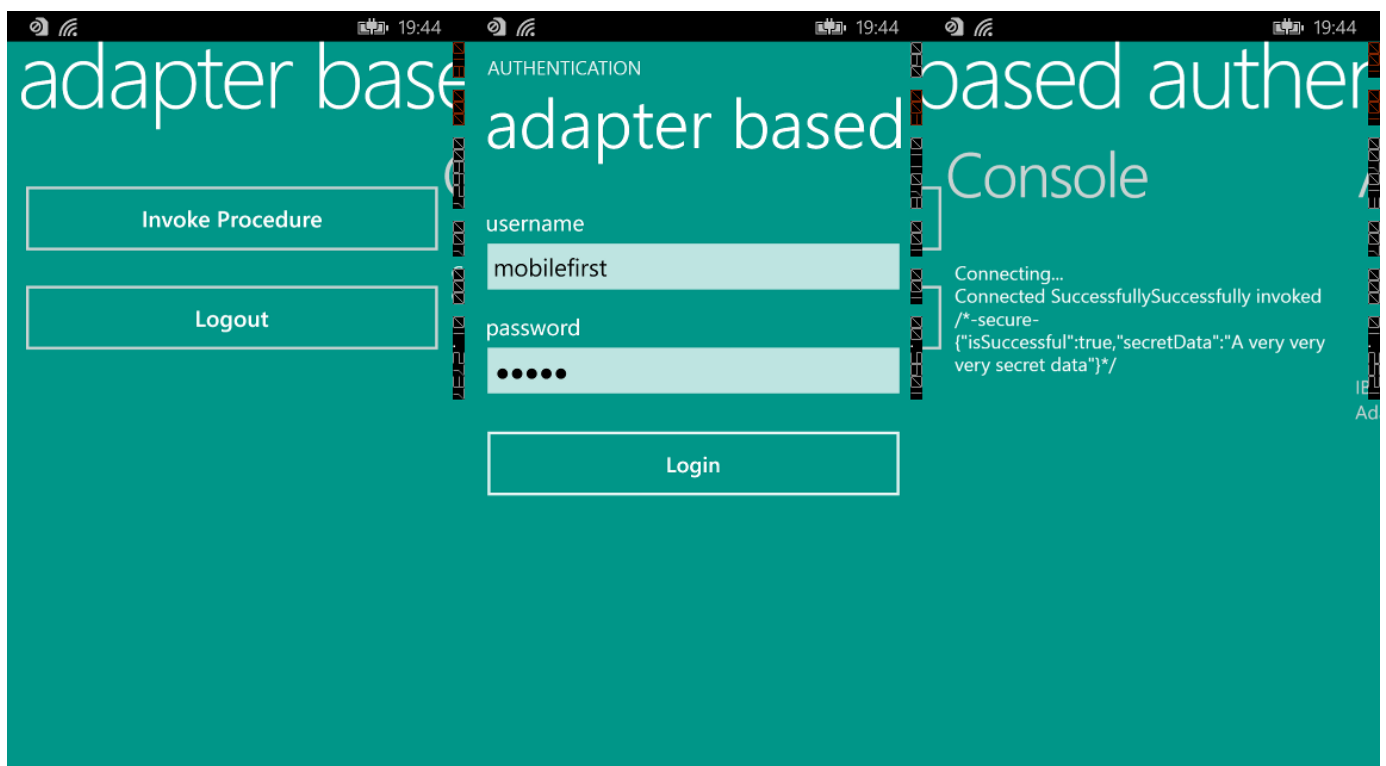 19:44
adapter base
Invoke Procedure
Logout
19:44
AUTHENTICATION
adapter based
username
mobilefirst
password
●●●●●
Login
19:44
based auther
Console
Connecting...
Connected SuccessfullySuccessfully invoked
/*-secure-
{"isSuccessful":true,"secretData":"A very very
very secret data"}*/
Ad